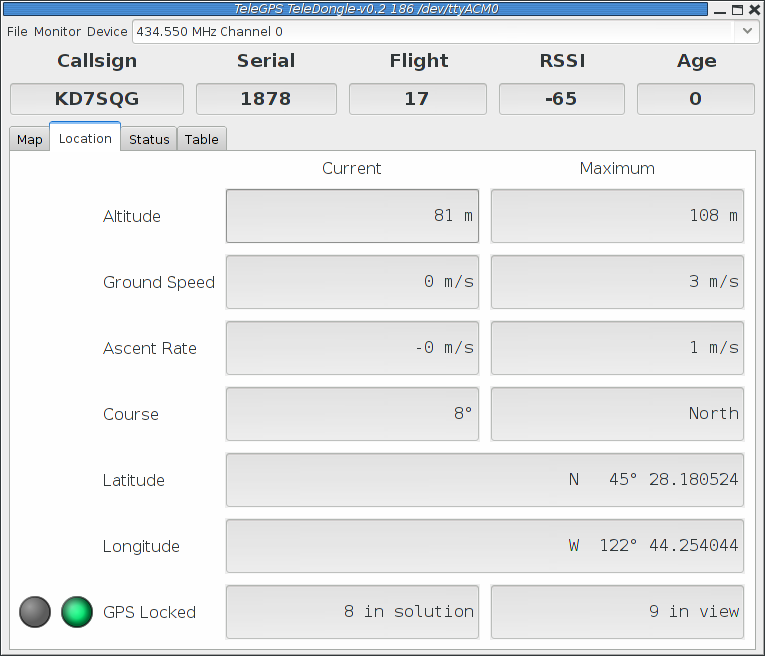 TeleGPS TeleDongle-v0.2 186 /dev/ttyACM0
File Monitor Device 434.550 MHz Channel 0
Callsign Serial Flight RSSI Age
KD7SQG 1878 17 -65 0
Map Location Status Table
Current Maximum
Altitude 81 m 108 m
Ground Speed 0 m/s 3 m/s
Ascent Rate -0 m/s 1 m/s
Course 8° North
Latitude N 45° 28.180524
Longitude W 122° 44.254044
GPS Locked 8 in solution 9 in view